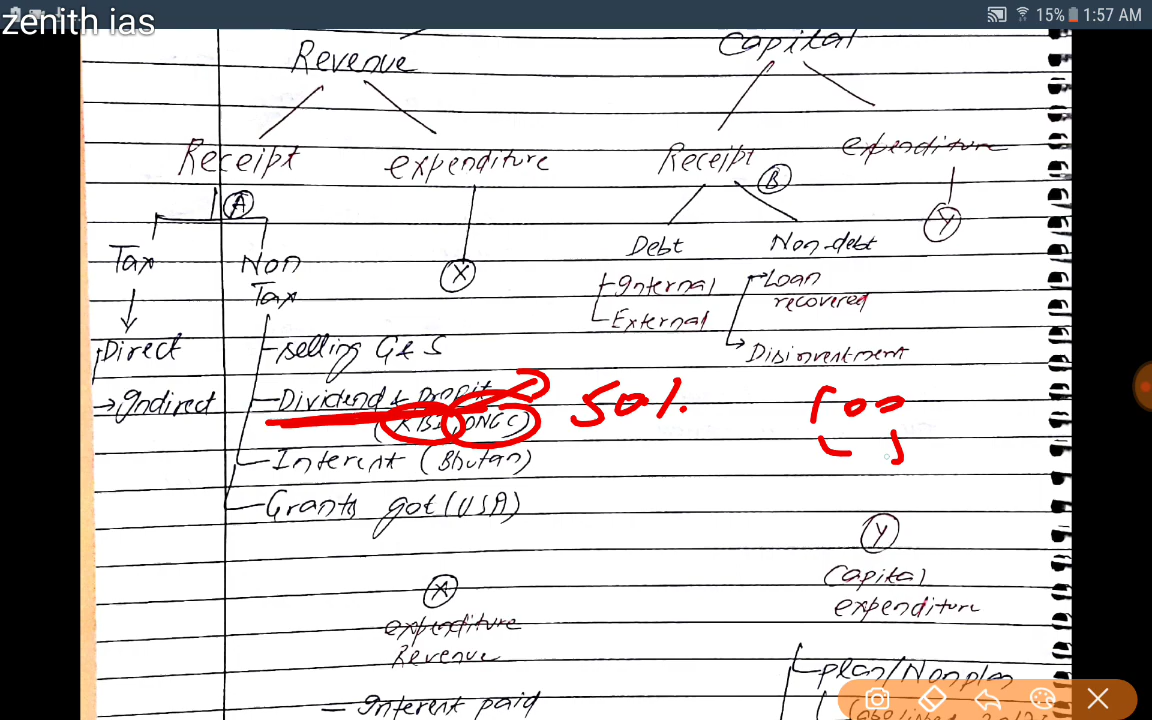 zenith ias
15% 1:57 AM
Revenue
Capital
Receipt
expenditure
Receipt
expenditure
A
B
Y
Tax
Non
Tax
X
Debt
Non-debt
Internal
External
Loan
recovered
Disinvestment
Direct
Indirect
selling G & S
Dividend & Profit
(RBI, ONGC)
50%
100
Interest (Bhutan)
Grants got (USA)
Y
Capital
expenditure
X
expenditure
Revenue
plan/Nonplan
- Interest paid